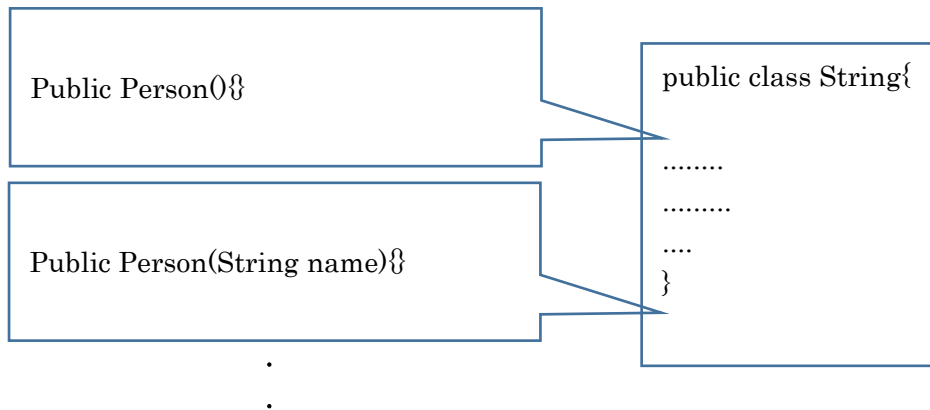 Public Person(){}
Public Person(String name){}
.
.
public class String{
........
.........
....
}